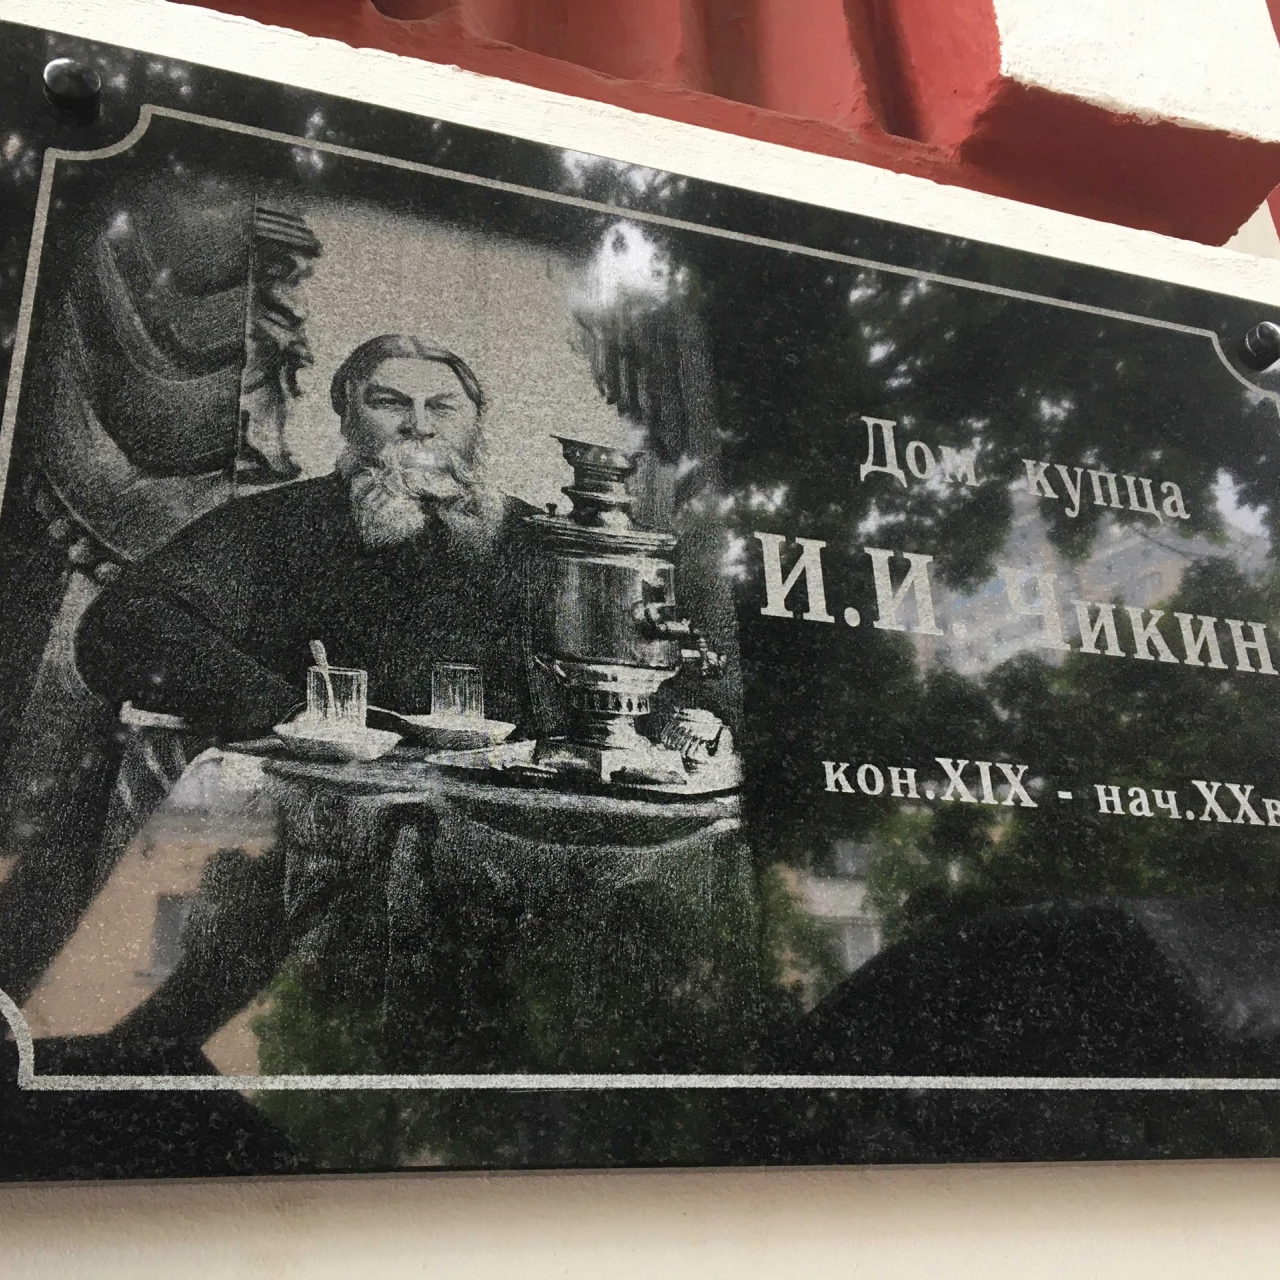 Дом купца
И.И. Чикин
кон.XIX - нач.XXв